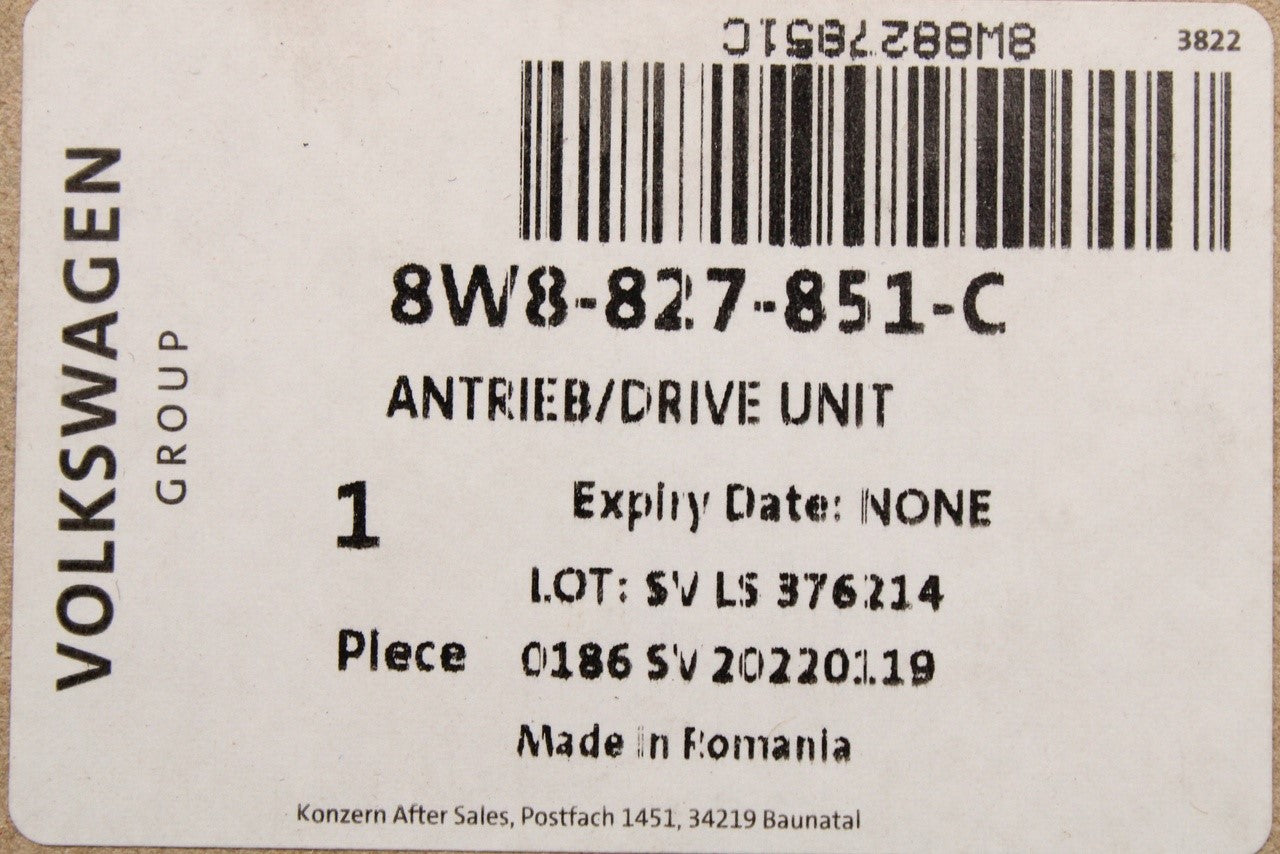 8W8827851C
3822
VOLKSWAGEN
GROUP
8W8-827-851-C
ANTRIEB/DRIVE UNIT
1
Expiry Date: NONE
LOT: SV LS 376214
Piece
0186 SV 20220119
Made in Romania
Konzern After Sales, Postfach 1451, 34219 Baunatal